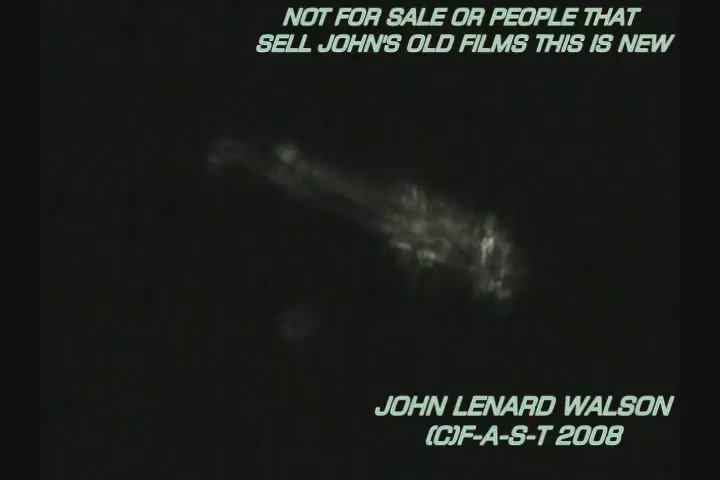 NOT FOR SALE OR PEOPLE THAT
SELL JOHN'S OLD FILMS THIS IS NEW
JOHN LENARD WALSON
(C)F-A-S-T 2008